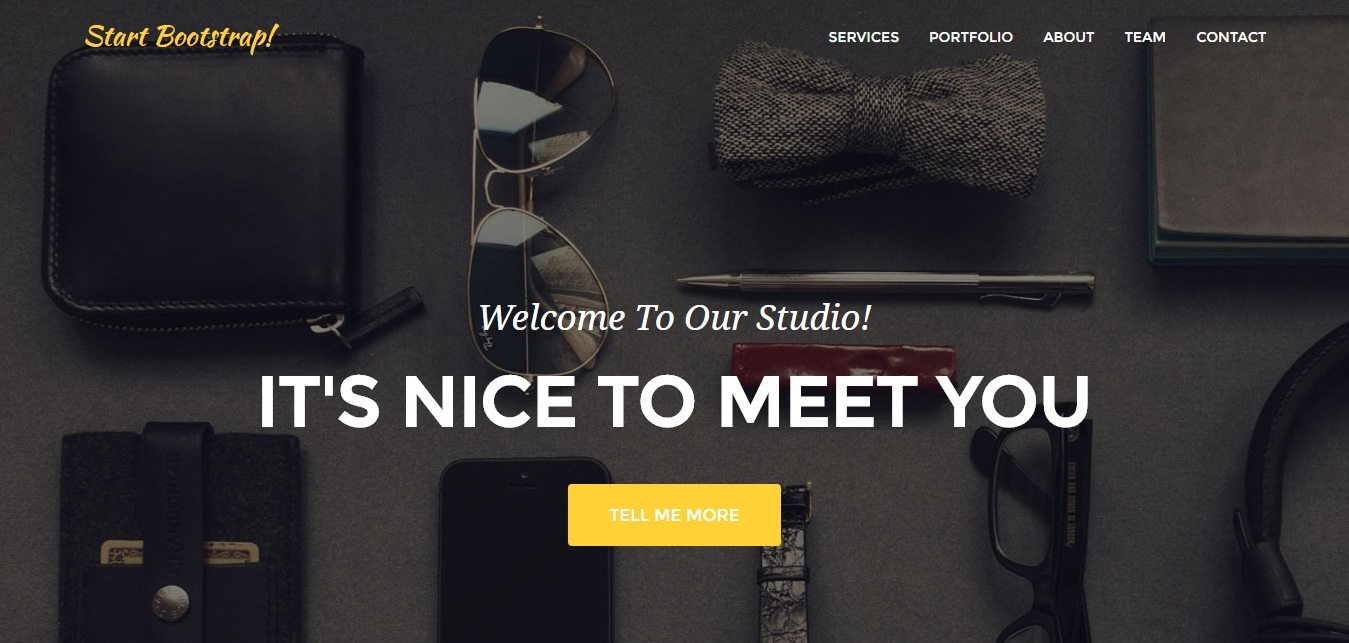 Start Bootstrap!
SERVICES PORTFOLIO ABOUT TEAM CONTACT
Welcome To Our Studio!
IT'S NICE TO MEET YOU
TELL ME MORE